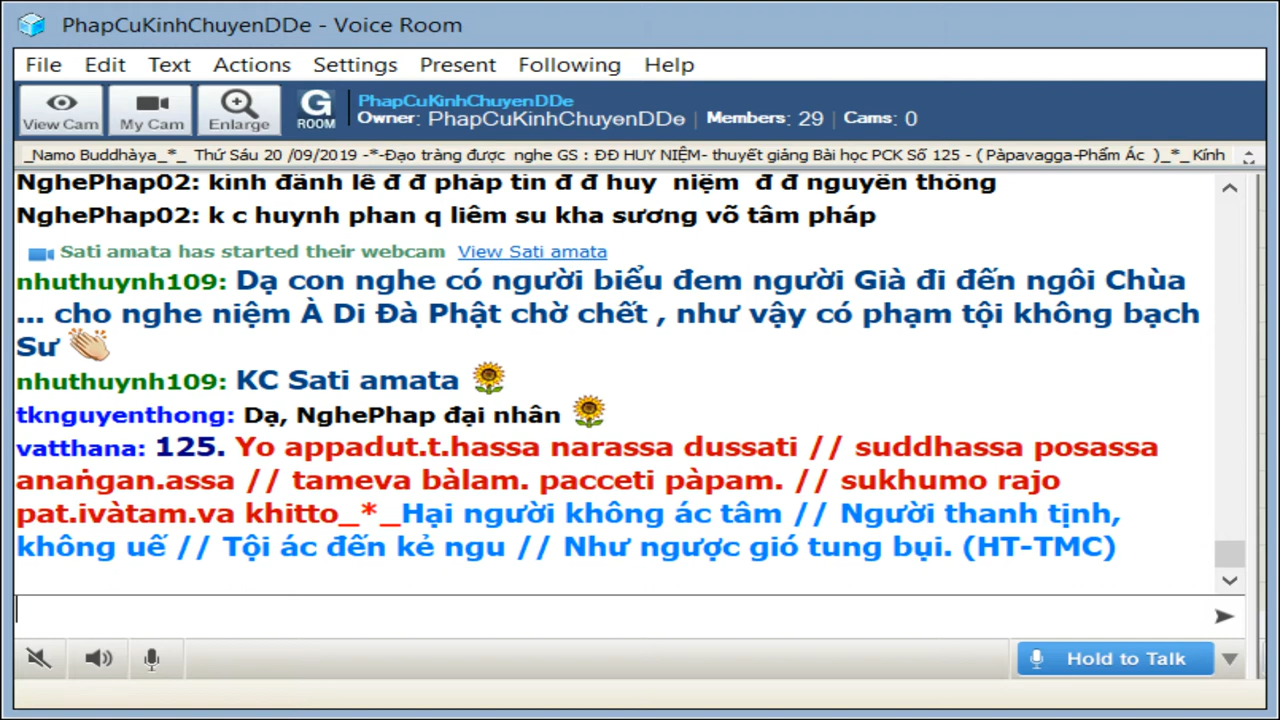 PhapCuKinhChuyenDDe - Voice Room
File Edit Text Actions Settings Present Following Help
View Cam My Cam Enlarge G ROOM
PhapCuKinhChuyenDDe
Owner: PhapCuKinhChuyenDDe | Members: 29 | Cams: 0
_Namo Buddhàya_*_ Thứ Sáu 20 /09/2019 -*-Đạo tràng được nghe GS : ĐĐ HUY NIỆM- thuyết giảng Bài học PCK Số 125 - ( Pàpavagga-Phẩm Ác )_*_ Kính
NghePhap02: kính đãnh lễ đ đ pháp tín đ đ huy niệm đ đ nguyên thông
NghePhap02: k c huynh phan q liêm su kha sương võ tâm pháp
Sati amata has started their webcam View Sati amata
nhuthuynh109: Dạ con nghe có người biểu đem người Già đi đến ngôi Chùa
... cho nghe niệm À Di Đà Phật chờ chết , như vậy có phạm tội không bạch
Sư
nhuthuynh109: KC Sati amata
tknguyenthong: Dạ, NghePhap đại nhân
vatthana: 125. Yo appadut.t.hassa narassa dussati // suddhassa posassa
anaṅgan.assa // tameva bàlam. pacceti pàpam. // sukhumo rajo
pat.ivàtam.va khitto_*_Hại người không ác tâm // Người thanh tịnh,
không uế // Tội ác đến kẻ ngu // Như ngược gió tung bụi. (HT-TMC)
Hold to Talk